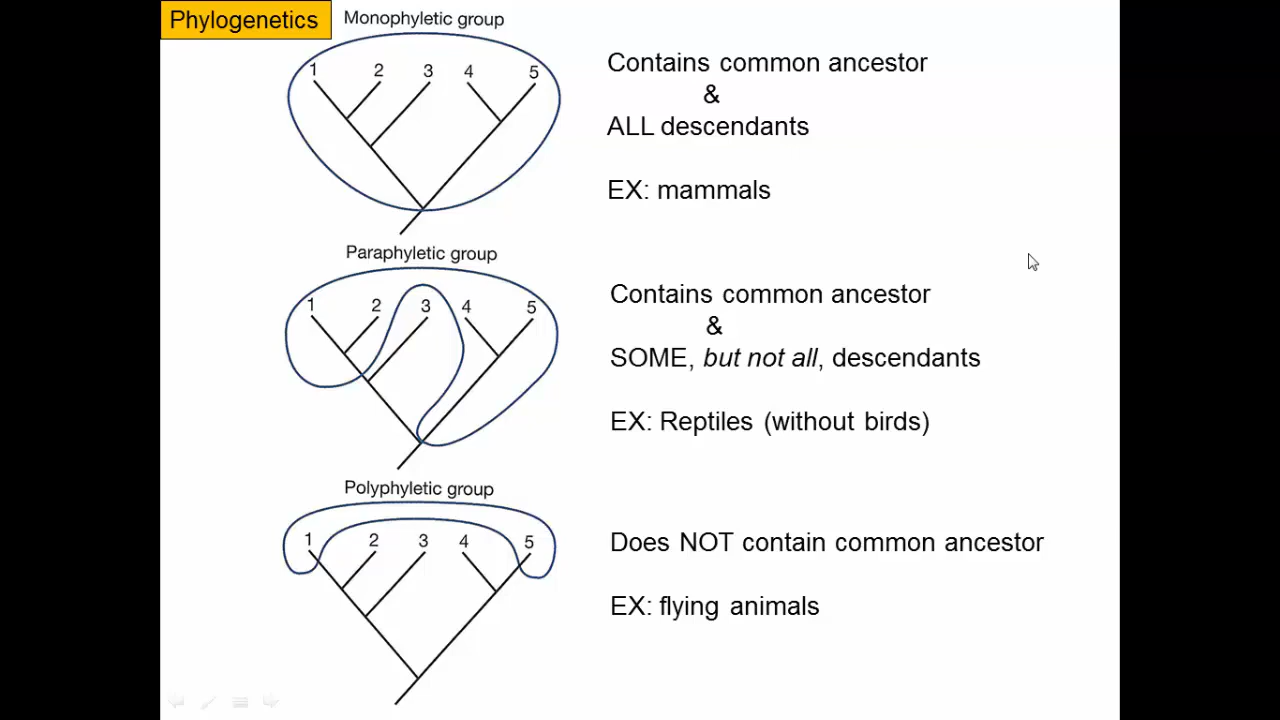 Phylogenetics
Monophyletic group
1 2 3 4 5
Contains common ancestor
&
ALL descendants
EX: mammals
Paraphyletic group
1 2 3 4 5
Contains common ancestor
&
SOME, but not all, descendants
EX: Reptiles (without birds)
Polyphyletic group
1 2 3 4 5
Does NOT contain common ancestor
EX: flying animals